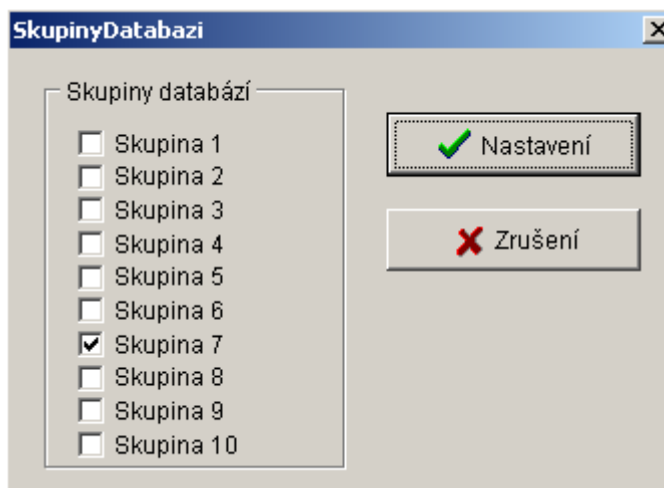 SkupinyDatabazi
Skupiny databází
Skupina 1
Skupina 2
Skupina 3
Skupina 4
Skupina 5
Skupina 6
Skupina 7
Skupina 8
Skupina 9
Skupina 10
Nastavení
Zrušení